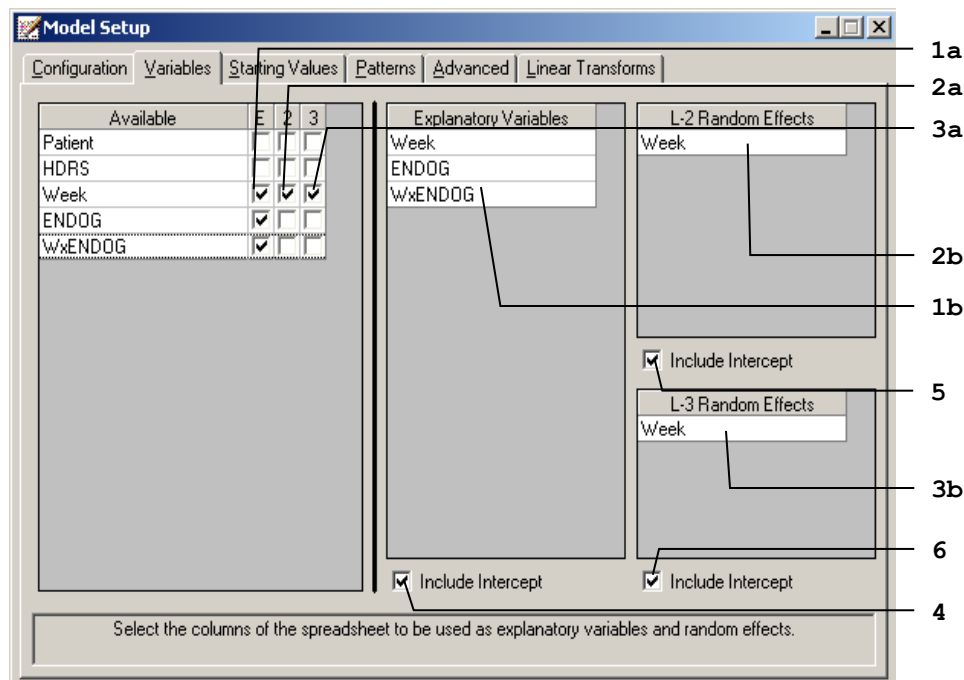 Model Setup
1a
Configuration Variables Starting Values Patterns Advanced Linear Transforms
2a
Available E 2 3
Explanatory Variables
L-2 Random Effects
3a
Patient
Week
Week
HDRS
ENDOG
Week
WxENDOG
ENDOG
WxENDOG
2b
1b
Include Intercept
5
L-3 Random Effects
Week
3b
6
Include Intercept
Include Intercept
4
Select the columns of the spreadsheet to be used as explanatory variables and random effects.